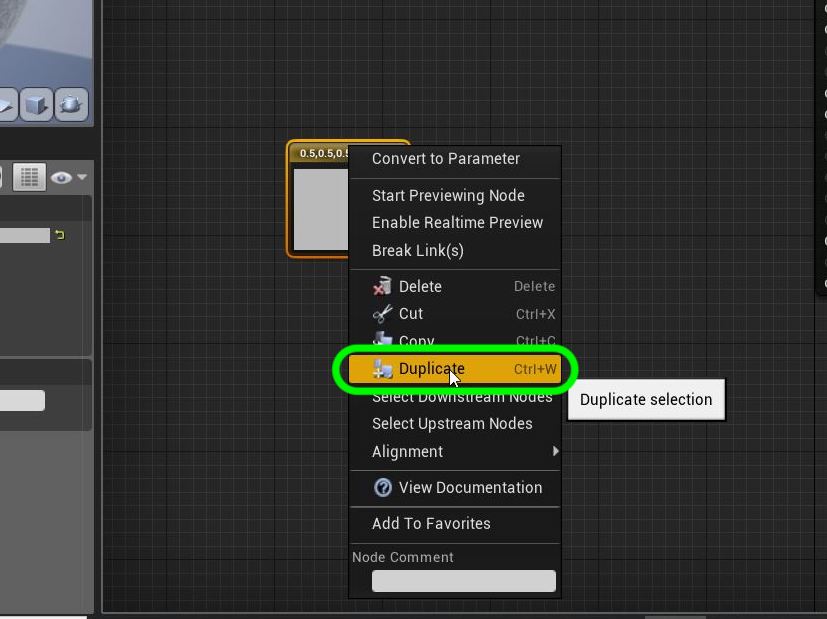 0.5,0.5,0.5
Convert to Parameter
Start Previewing Node
Enable Realtime Preview
Break Link(s)
Delete Delete
Cut Ctrl+X
Copy Ctrl+C
Duplicate Ctrl+W
Duplicate selection
Select Downstream Nodes
Select Upstream Nodes
Alignment
View Documentation
Add To Favorites
Node Comment